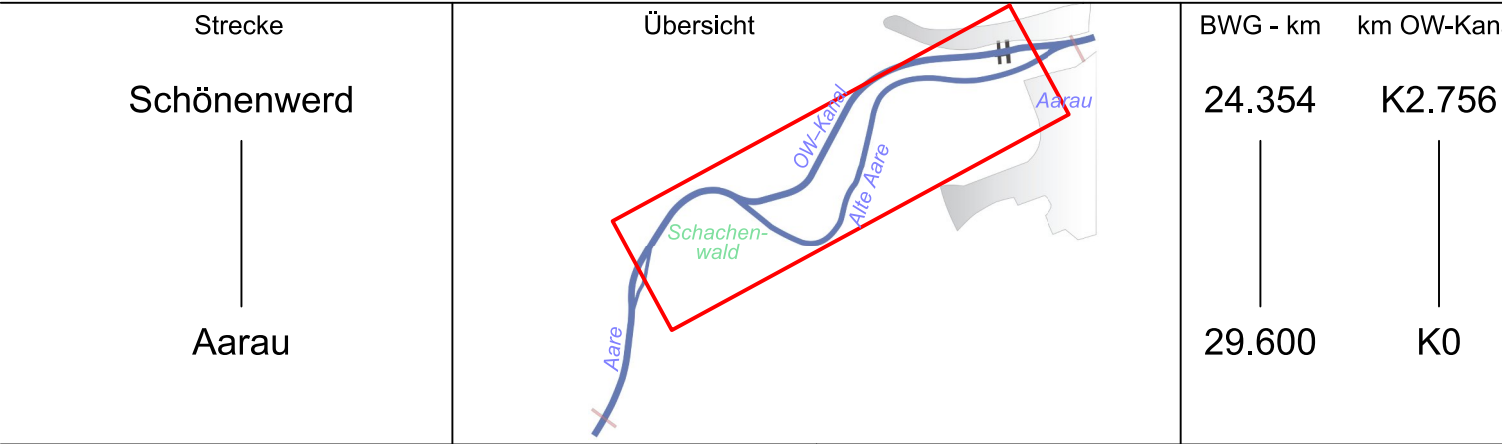 Strecke
Schönenwerd
Aarau
Übersicht
OW-Kanal
Aarau
Alte Aare
Schachen-
wald
Aare
BWG - km km OW-Kana
24.354 K2.756
29.600 K0